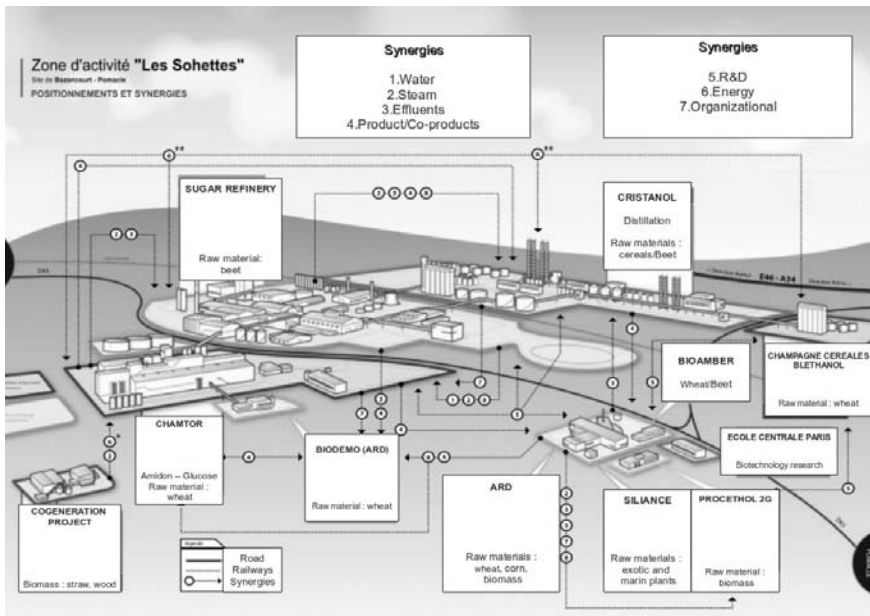 Zone d'activité "Les Sohettes"
Site de Bazancourt - Pomacle
POSITIONNEMENTS ET SYNERGIES
Synergies
1.Water
2.Steam
3.Effluents
4.Product/Co-products
Synergies
5.R&D
6.Energy
7.Organizational
SUGAR REFINERY
Raw material:
beet
CRISTANOL
Distillation
Raw materials :
cereals/Beet
E46 - A34
BIOAMBER
Wheat/Beet
CHAMPAGNE CEREALES
BLETHANOL
Raw material : wheat
ECOLE CENTRALE PARIS
Biotechnology research
CHAMTOR
Amidon – Glucose
Raw material :
wheat
BIODEMO (ARD)
Raw material : wheat
ARD
Raw materials :
wheat, corn,
biomass
SILIANCE
Raw materials :
exotic and
marin plants
PROCETHOL 2G
Raw material :
biomass
COGENERATION
PROJECT
Biomass : straw, wood
Road
Railways
Synergies